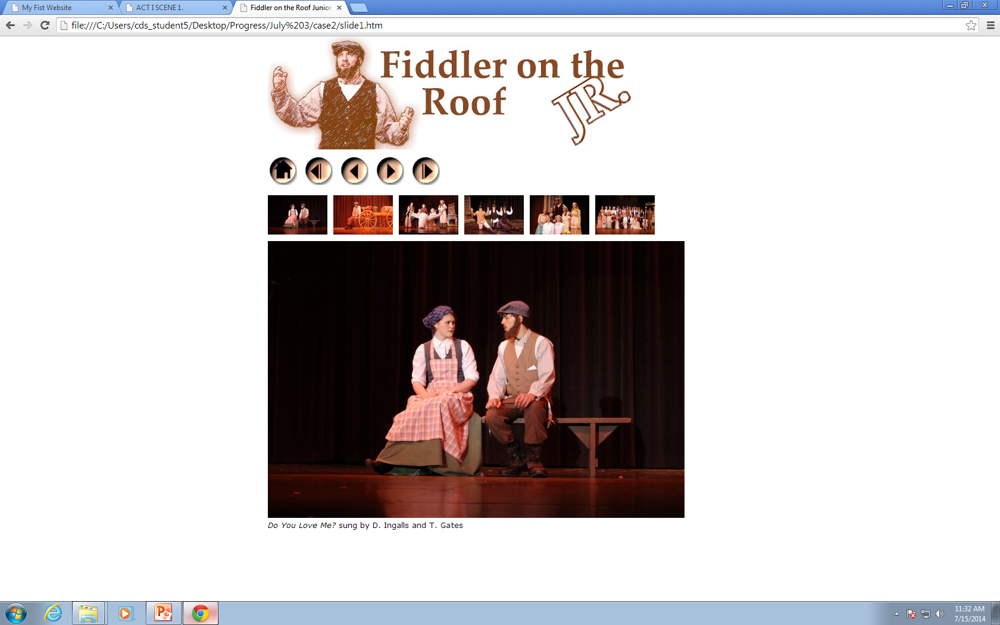 My Fist Website
ACT I SCENE 1.
Fiddler on the Roof Junior
file:///C:/Users/cds_student5/Desktop/Progress/July%203/case2/slide1.htm
Fiddler on the
Roof
JR.
Do You Love Me? sung by D. Ingalls and T. Gates
11:32 AM
7/15/2014